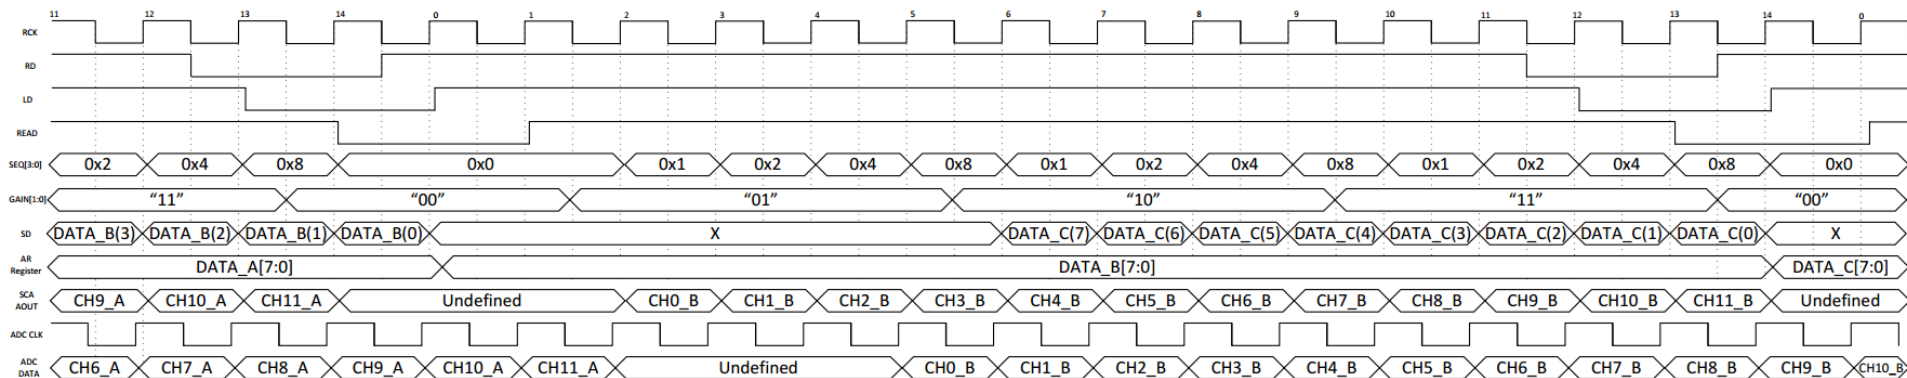 11 12 13 14 0 1 2 3 4 5 6 7 8 9 10 11 12 13 14 0
RCK
RD
LD
READ
SEQ[3:0] 0x2 0x4 0x8 0x0 0x1 0x2 0x4 0x8 0x1 0x2 0x4 0x8 0x1 0x2 0x4 0x8 0x0
GAIN[1:0] “11” “00” “01” “10” “11” “00”
SD DATA_B(3) DATA_B(2) DATA_B(1) DATA_B(0) X DATA_C(7) DATA_C(6) DATA_C(5) DATA_C(4) DATA_C(3) DATA_C(2) DATA_C(1) DATA_C(0) X
AR
Register DATA_A[7:0] DATA_B[7:0] DATA_C[7:0]
SCA
AOUT CH9_A CH10_A CH11_A Undefined CH0_B CH1_B CH2_B CH3_B CH4_B CH5_B CH6_B CH7_B CH8_B CH9_B CH10_B CH11_B Undefined
ADC CLK
ADC
DATA CH6_A CH7_A CH8_A CH9_A CH10_A CH11_A Undefined CH0_B CH1_B CH2_B CH3_B CH4_B CH5_B CH6_B CH7_B CH8_B CH9_B CH10_B